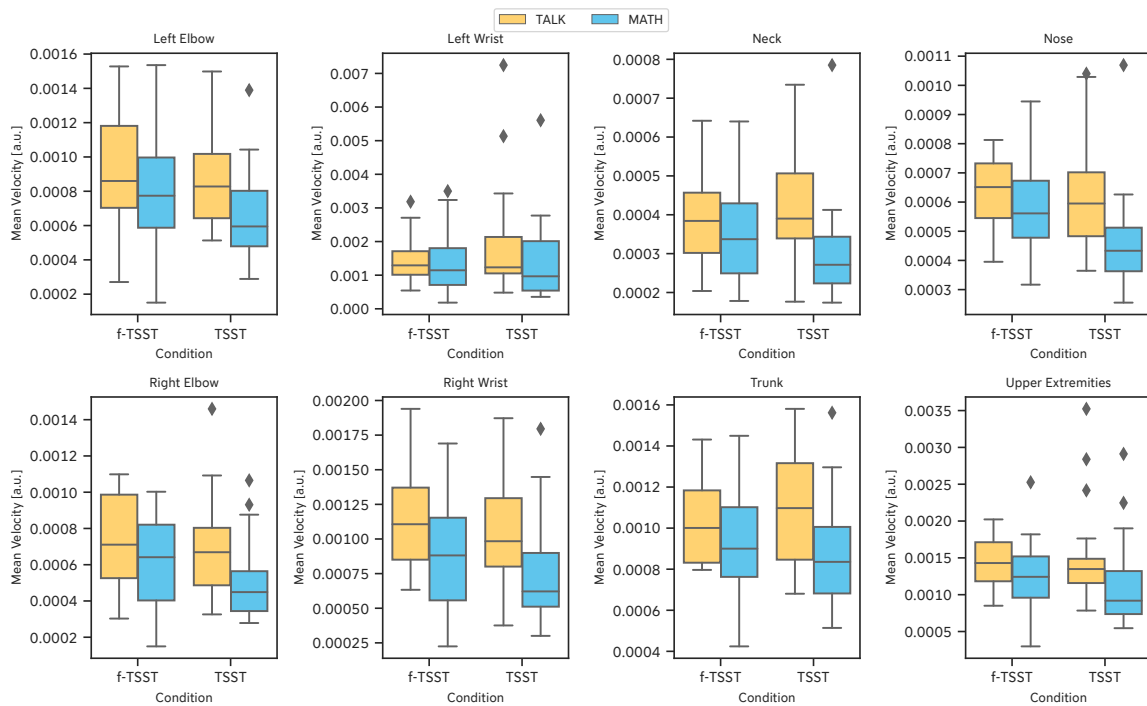 TALK MATH
Left Elbow
0.0016
0.0014
0.0012
0.0010
0.0008
0.0006
0.0004
0.0002
Mean Velocity [a.u.]
f-TSST TSST
Condition
Left Wrist
0.007
0.006
0.005
0.004
0.003
0.002
0.001
0.000
Mean Velocity [a.u.]
f-TSST TSST
Condition
Neck
0.0008
0.0007
0.0006
0.0005
0.0004
0.0003
0.0002
Mean Velocity [a.u.]
f-TSST TSST
Condition
Nose
0.0011
0.0010
0.0009
0.0008
0.0007
0.0006
0.0005
0.0004
0.0003
Mean Velocity [a.u.]
f-TSST TSST
Condition
Right Elbow
0.0014
0.0012
0.0010
0.0008
0.0006
0.0004
0.0002
Mean Velocity [a.u.]
f-TSST TSST
Condition
Right Wrist
0.00200
0.00175
0.00150
0.00125
0.00100
0.00075
0.00050
0.00025
Mean Velocity [a.u.]
f-TSST TSST
Condition
Trunk
0.0016
0.0014
0.0012
0.0010
0.0008
0.0006
0.0004
Mean Velocity [a.u.]
f-TSST TSST
Condition
Upper Extremities
0.0035
0.0030
0.0025
0.0020
0.0015
0.0010
0.0005
Mean Velocity [a.u.]
f-TSST TSST
Condition